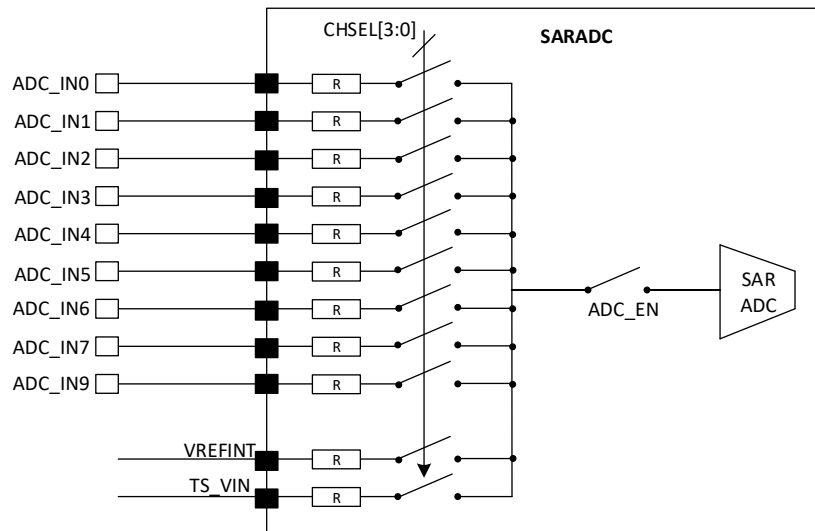 CHSEL[3:0]
SARADC
ADC_IN0
R
ADC_IN1
R
ADC_IN2
R
ADC_IN3
R
ADC_IN4
R
ADC_IN5
R
ADC_IN6
R
ADC_IN7
R
ADC_IN9
R
ADC_EN
SAR
ADC
VREFINT
R
TS_VIN
R